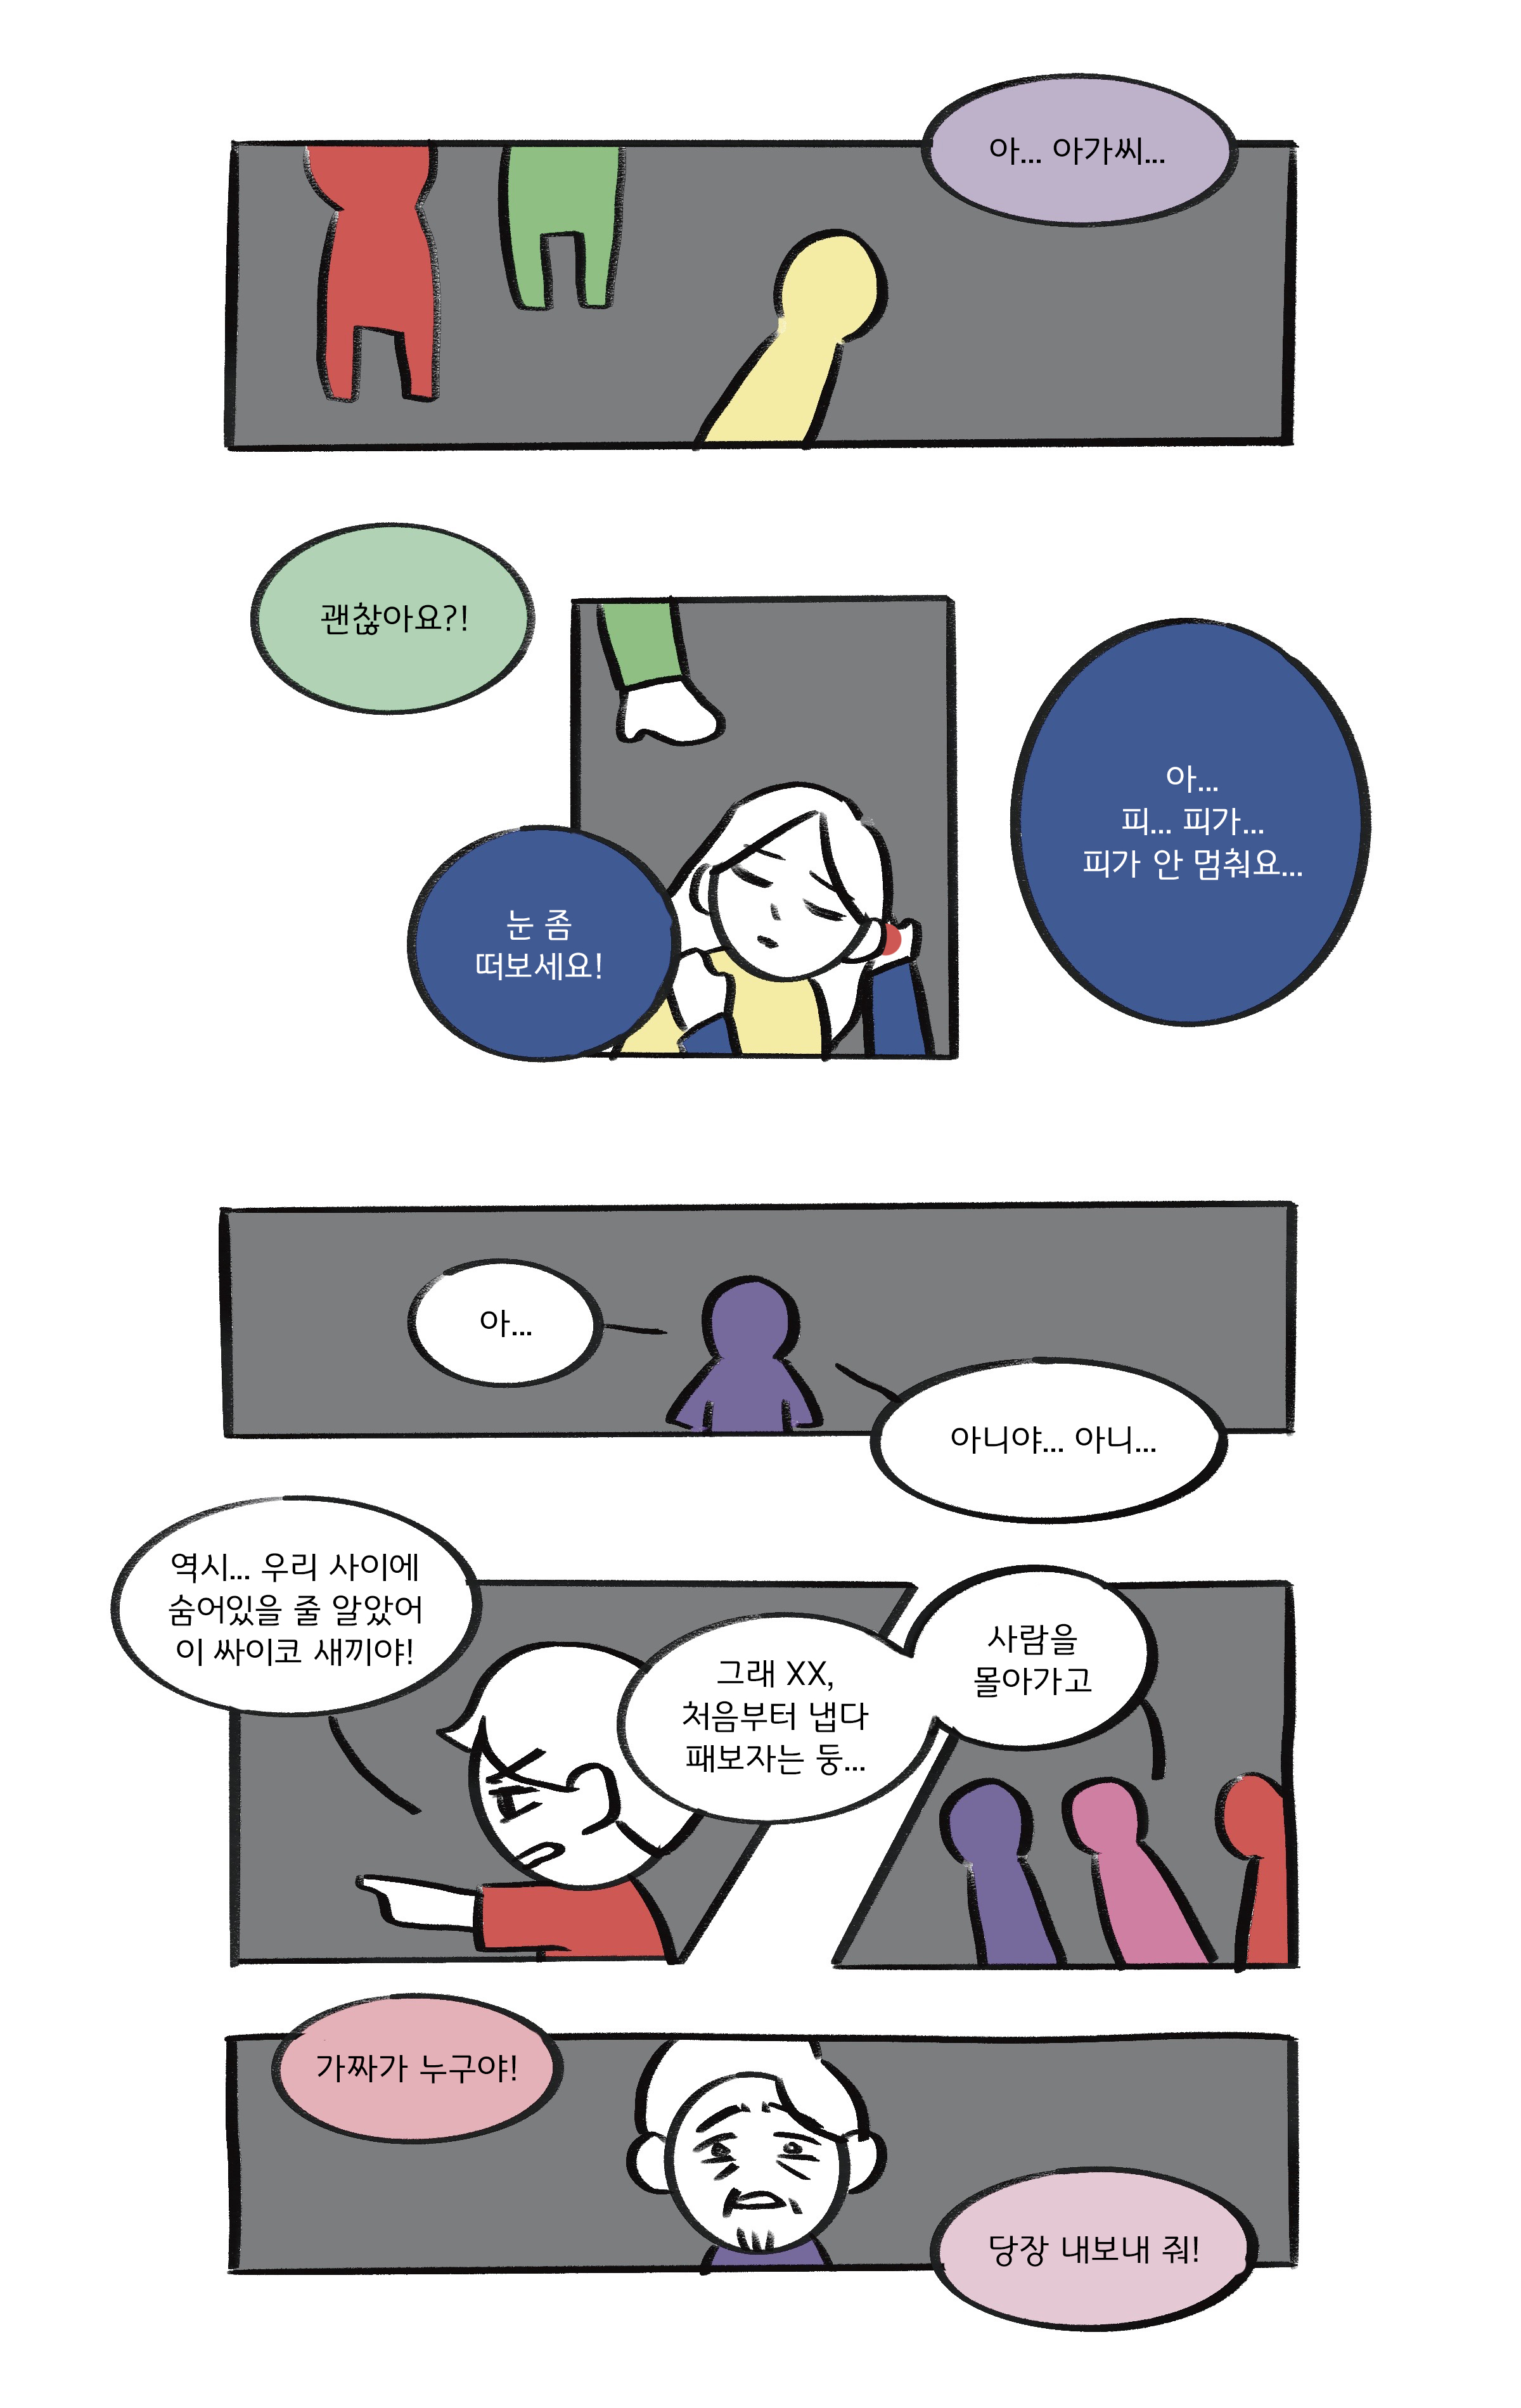 아... 아가씨...
괜찮아요?!
아...
피... 피가...
피가 안 멈춰요...
눈 좀
떠보세요!
아...
아니야... 아니...
역시... 우리 사이에
숨어있을 줄 알았어
이 싸이코 새끼야!
그래 XX,
처음부터 냅다
패보자는 둥...
사람을
몰아가고
가짜가 누구야!
당장 내보내 줘!